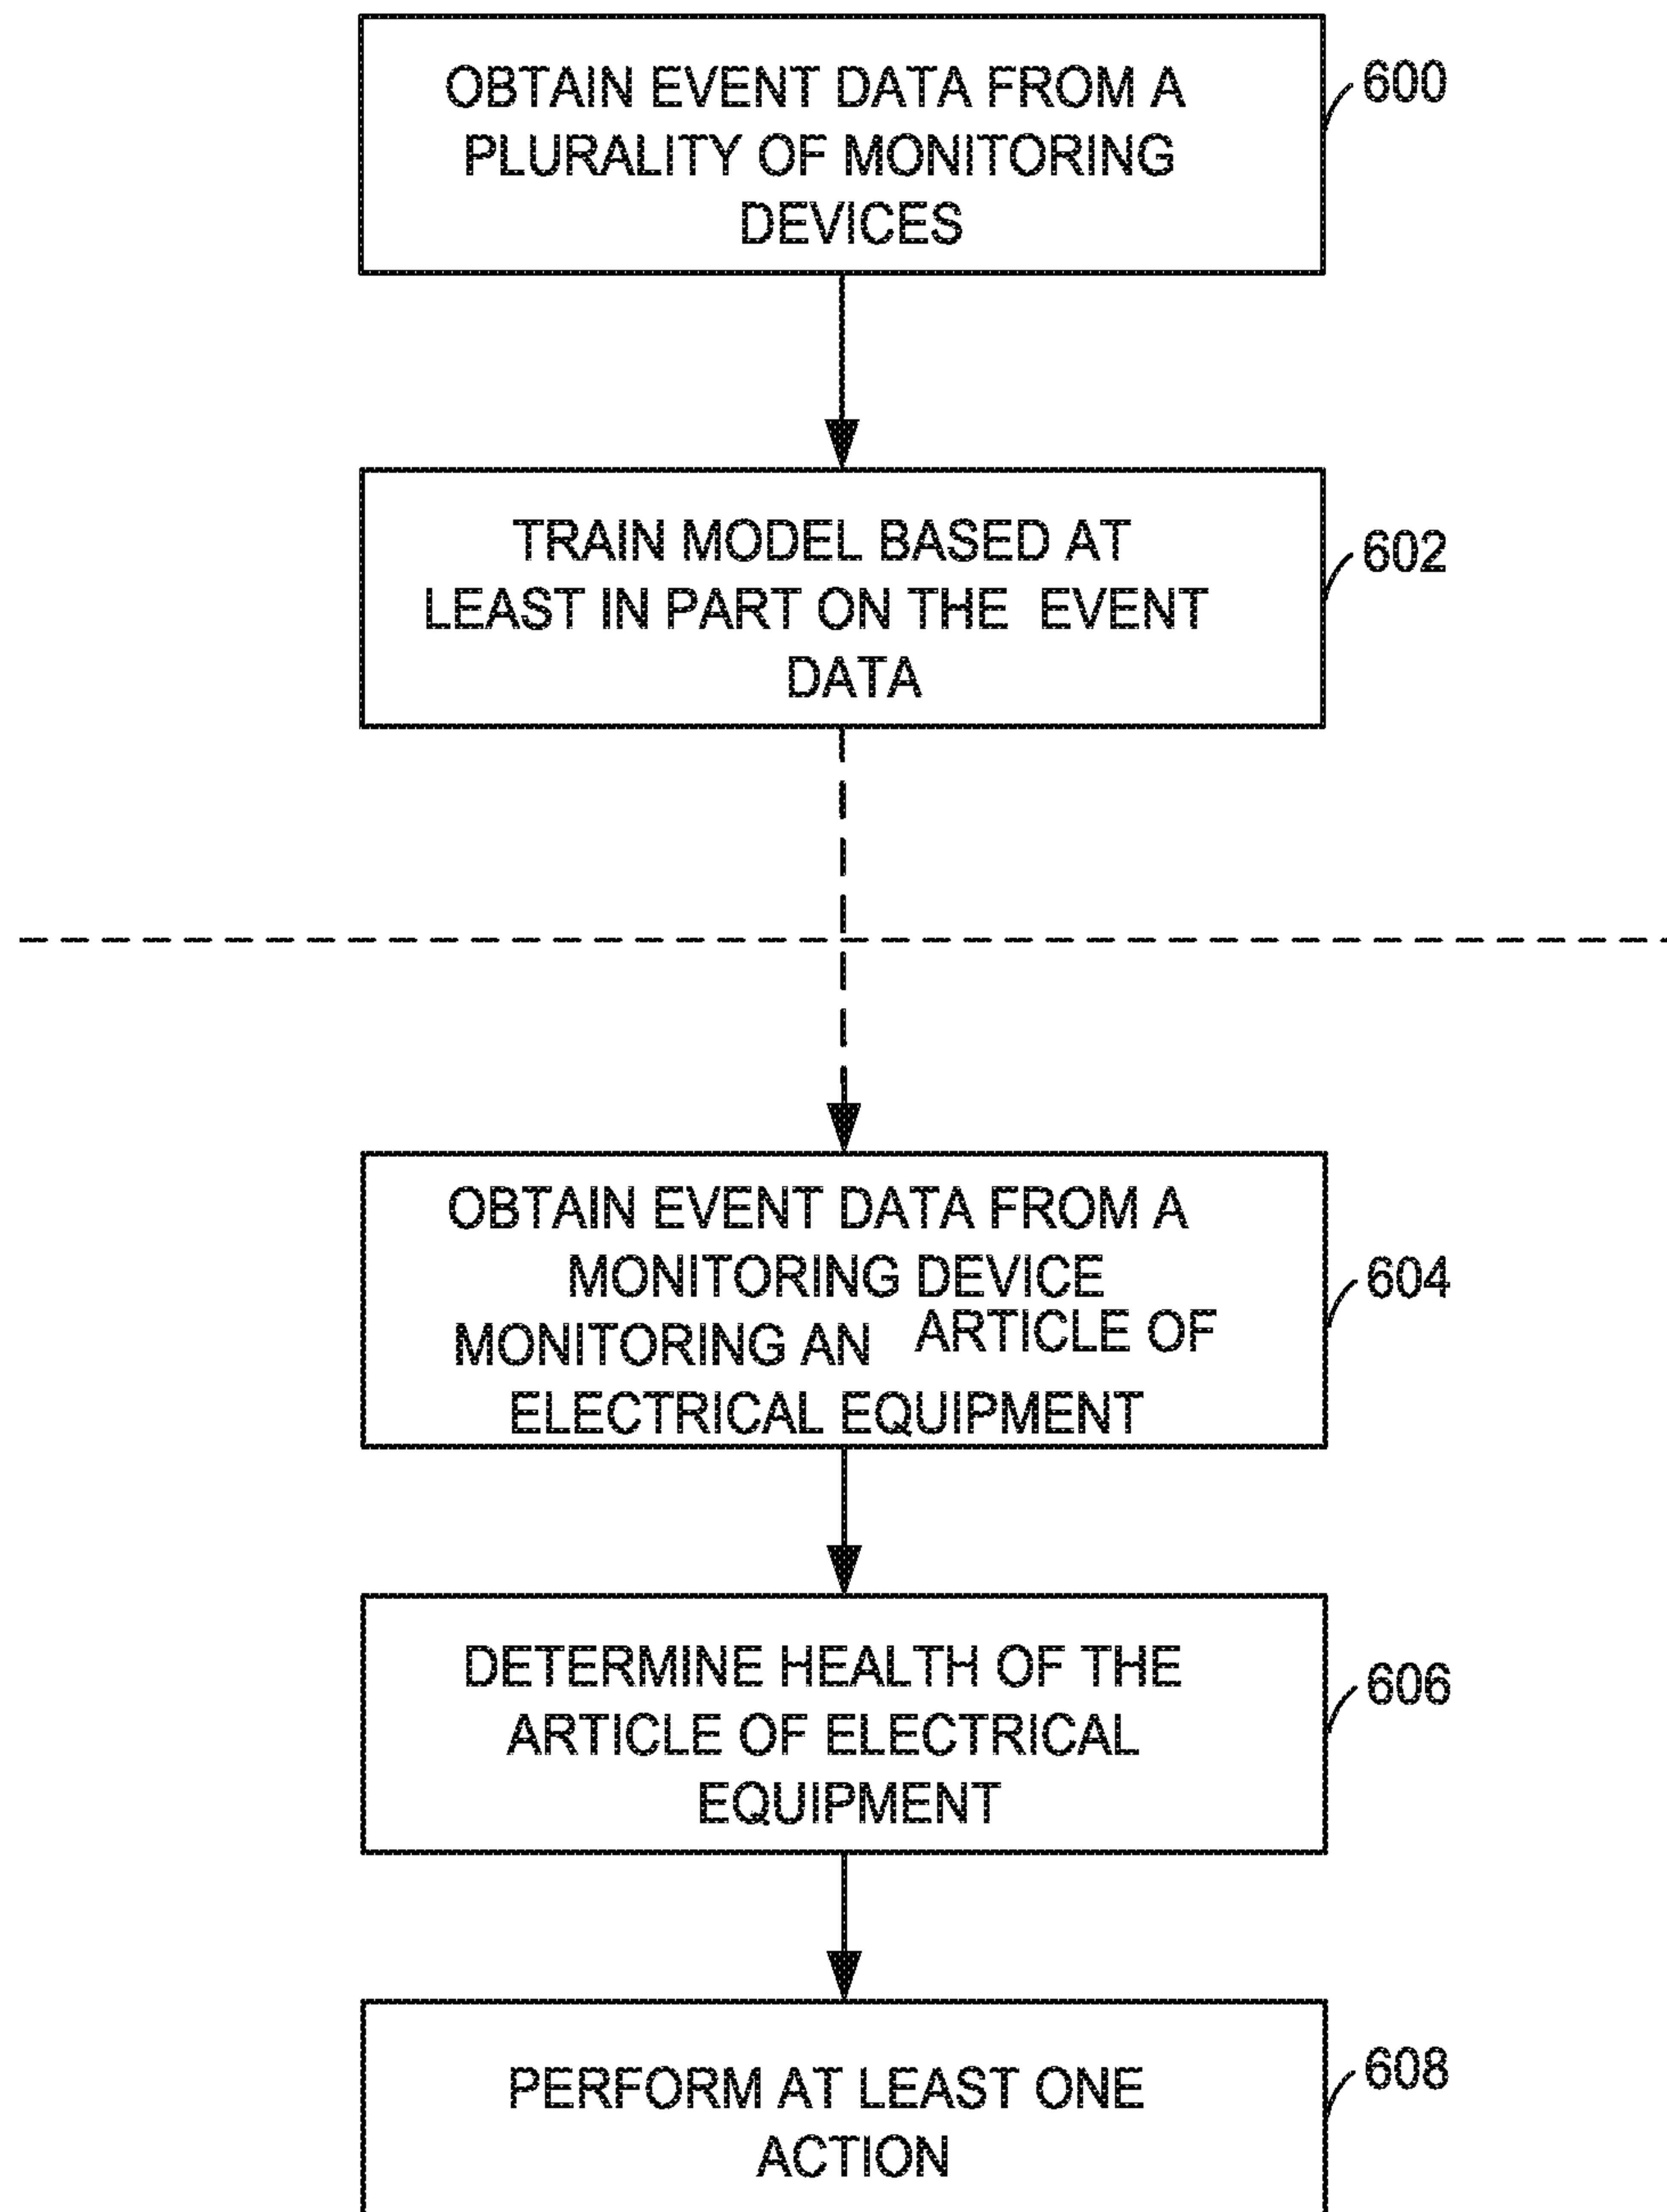 OBTAIN EVENT DATA FROM A
PLURALITY OF MONITORING
DEVICES
600
TRAIN MODEL BASED AT
LEAST IN PART ON THE EVENT
DATA
602
OBTAIN EVENT DATA FROM A
MONITORING DEVICE
MONITORING AN ARTICLE OF
ELECTRICAL EQUIPMENT
604
DETERMINE HEALTH OF THE
ARTICLE OF ELECTRICAL
EQUIPMENT
606
PERFORM AT LEAST ONE
ACTION
608